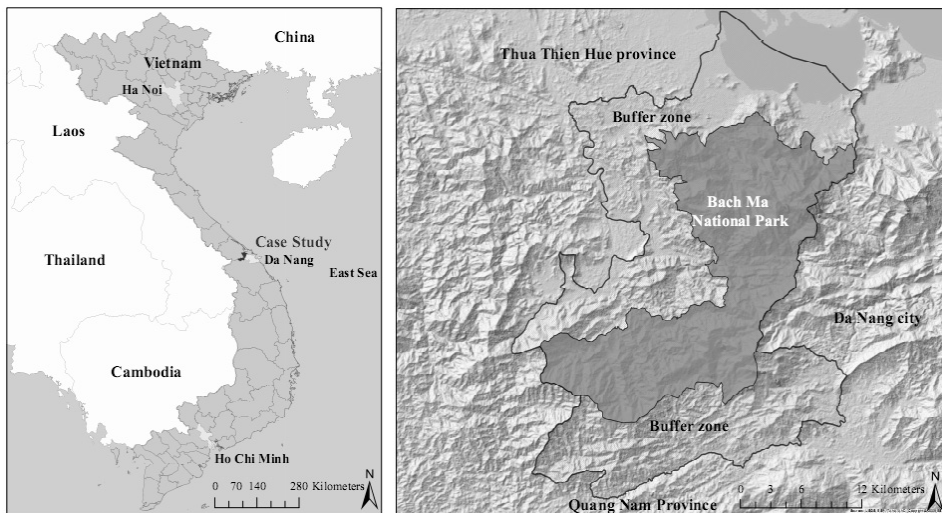 China
Vietnam
Ha Noi
Laos
Thailand
Case Study
Da Nang
East Sea
Cambodia
Ho Chi Minh
0 70 140 280 Kilometers
N
Thua Thien Hue province
Buffer zone
Bach Ma
National Park
Da Nang city
Buffer zone
Quang Nam Province
0 3 6 12 Kilometers
N